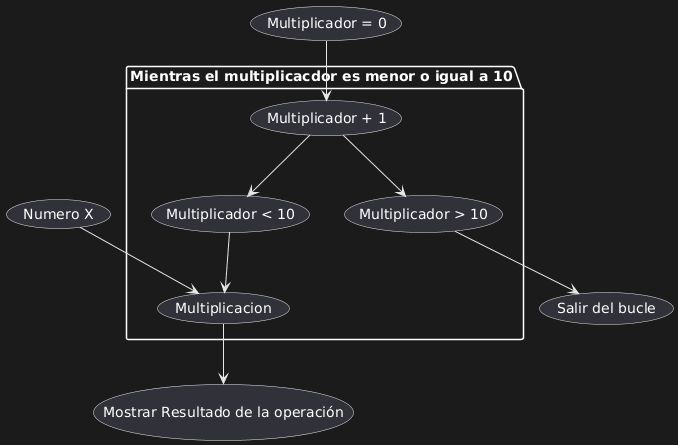 Multiplicador = 0
Mientras el multiplicacdor es menor o igual a 10
Multiplicador + 1
Numero X
Multiplicador < 10
Multiplicador > 10
Multiplicacion
Salir del bucle
Mostrar Resultado de la operación